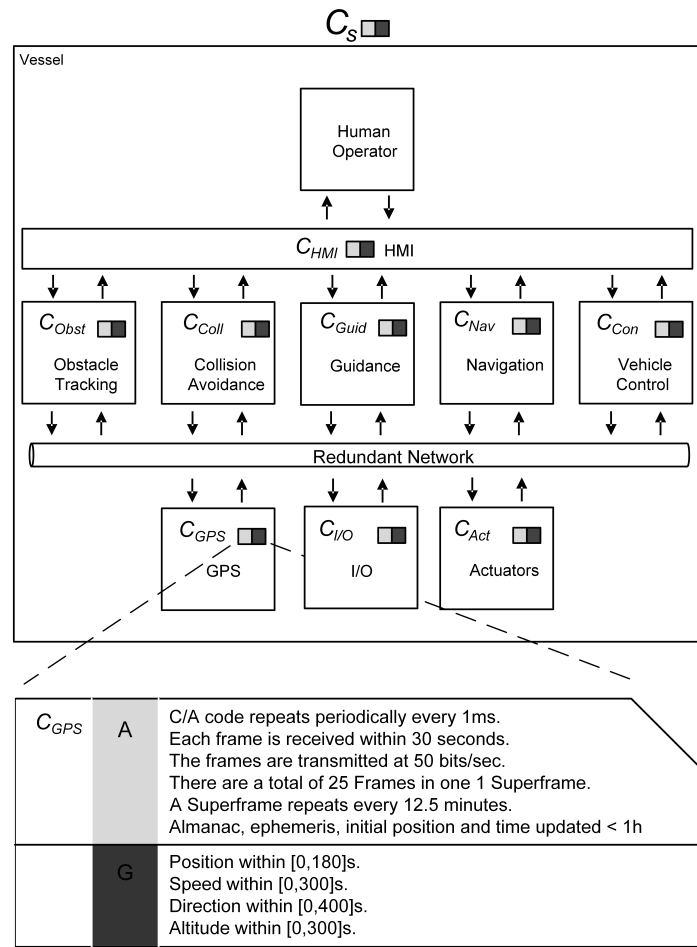 C_S
Vessel
Human
Operator
C_HMI HMI
C_Obst
Obstacle
Tracking
C_Coll
Collision
Avoidance
C_Guid
Guidance
C_Nav
Navigation
C_Con
Vehicle
Control
Redundant Network
C_GPS
GPS
C_I/O
I/O
C_Act
Actuators
C_GPS
A
C/A code repeats periodically every 1ms.
Each frame is received within 30 seconds.
The frames are transmitted at 50 bits/sec.
There are a total of 25 Frames in one 1 Superframe.
A Superframe repeats every 12.5 minutes.
Almanac, ephemeris, initial position and time updated < 1h
G
Position within [0,180]s.
Speed within [0,300]s.
Direction within [0,400]s.
Altitude within [0,300]s.